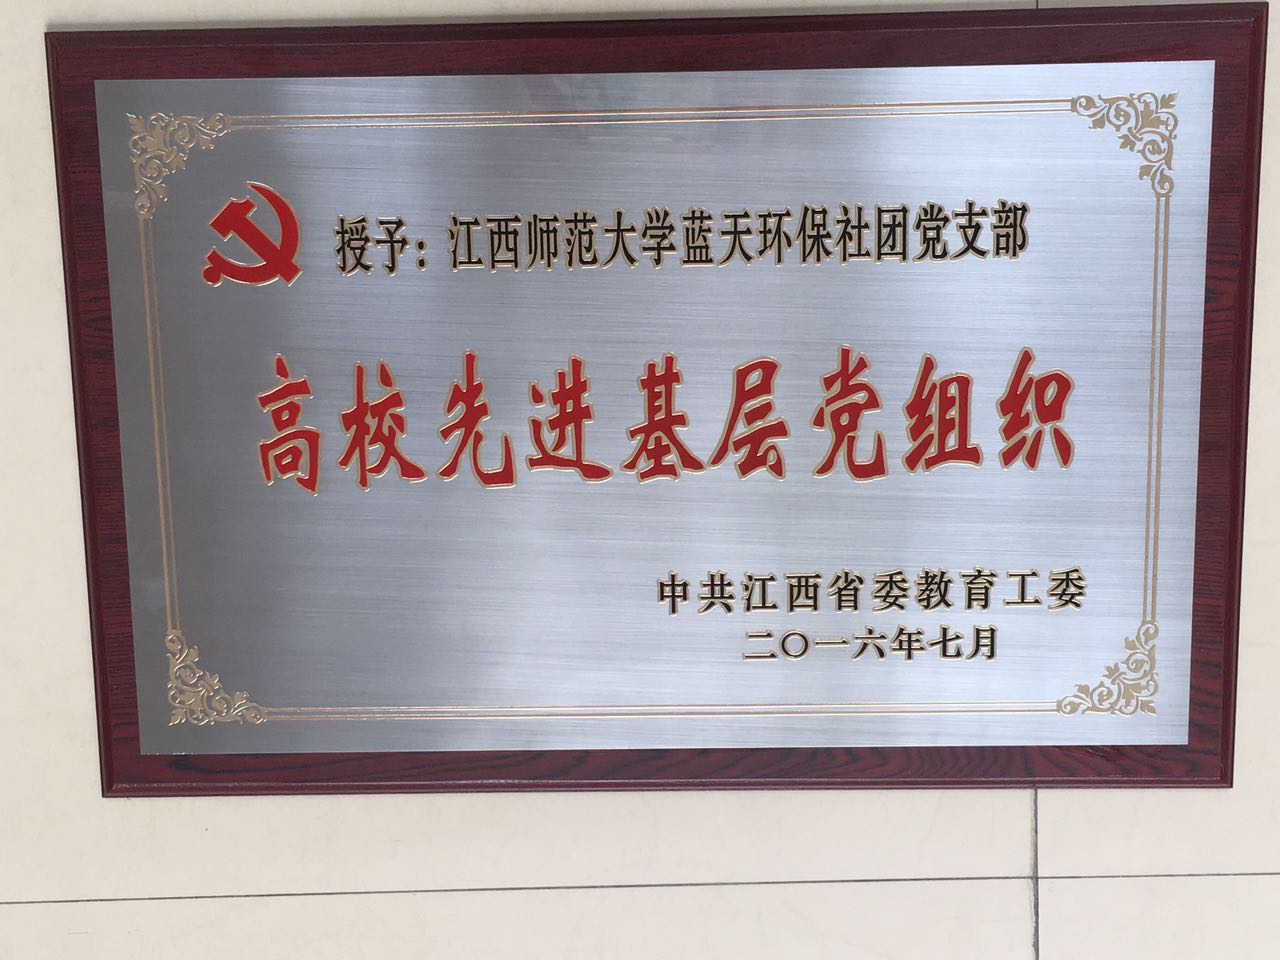 授予：江西师范大学蓝天环保社团党支部
高校先进基层党组织
中共江西省委教育工委
二〇一六年七月